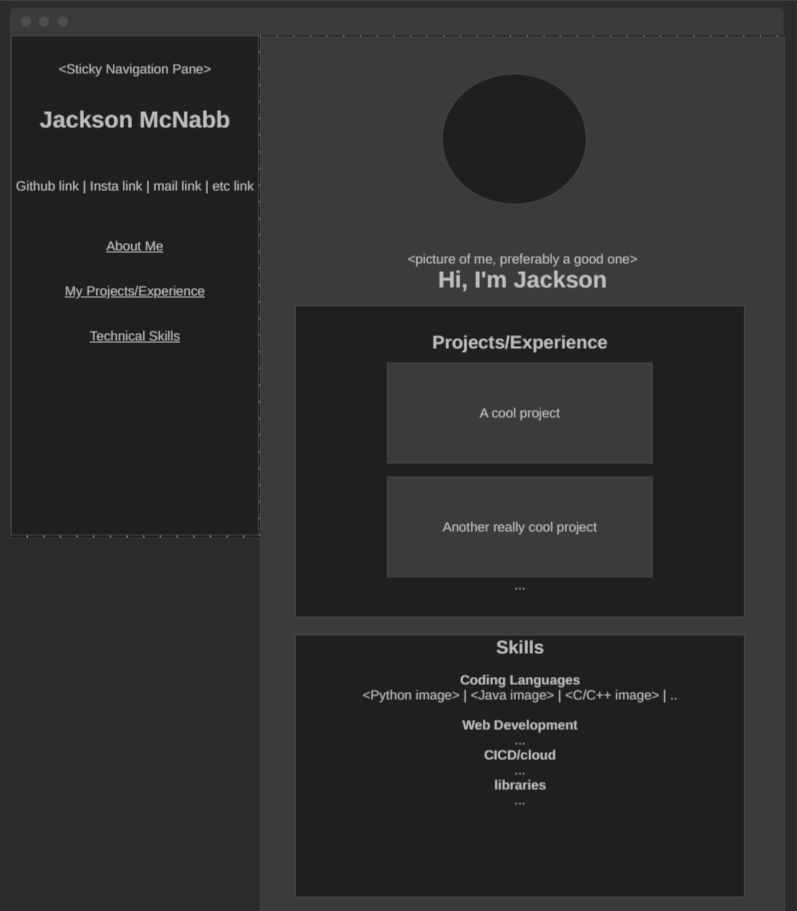 <Sticky Navigation Pane>
Jackson McNabb
Github link | Insta link | mail link | etc link
About Me
My Projects/Experience
Technical Skills
<picture of me, preferably a good one>
Hi, I'm Jackson
Projects/Experience
A cool project
Another really cool project
...
Skills
Coding Languages
<Python image> | <Java image> | <C/C++ image> | ..
Web Development
...
CICD/cloud
...
libraries
...